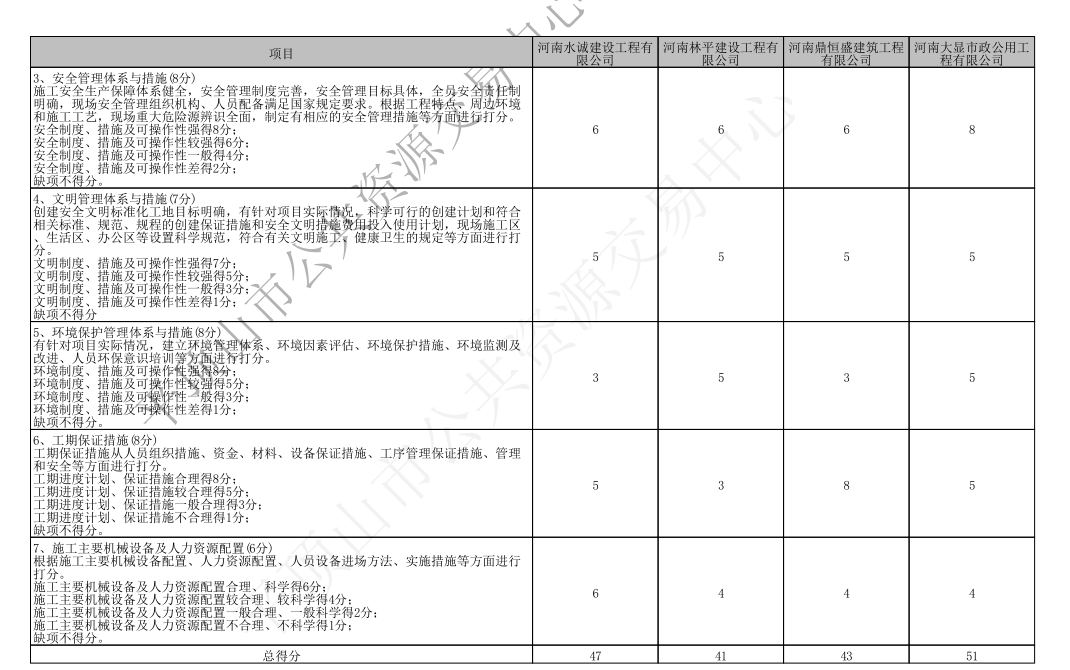 项目
河南水诚建设工程有限公司
河南林平建设工程有限公司
河南鼎恒盛建筑工程有限公司
河南大显市政公用工程有限公司
3、安全管理体系与措施(8分)
施工安全生产保障体系健全，安全管理制度完善，安全管理目标具体，全员安全责任制
明确，现场安全管理组织机构、人员配备满足国家规定要求。根据工程特点、周边环境
和施工工艺，现场重大危险源辨识全面，制定有相应的安全管理措施等方面进行打分。
安全制度、措施及可操作性强得8分；
安全制度、措施及可操作性较强得6分；
安全制度、措施及可操作性一般得4分；
安全制度、措施及可操作性差得2分；
缺项不得分。
6 6 6 8
4、文明管理体系与措施(7分)
创建安全文明标准化工地目标明确，有针对项目实际情况，科学可行的创建计划和符合
相关标准、规范、规程的创建保证措施和安全文明措施费用投入使用计划，现场施工区
、生活区、办公区等设置科学规范，符合有关文明施工、健康卫生的规定等方面进行打
分。
文明制度、措施及可操作性强得7分；
文明制度、措施及可操作性较强得5分；
文明制度、措施及可操作性一般得3分；
文明制度、措施及可操作性差得1分；
缺项不得分
5 5 5 5
5、环境保护管理体系与措施(8分)
有针对项目实际情况，建立环境管理体系、环境因素评估、环境保护措施、环境监测及
改进、人员环保意识培训等方面进行打分。
环境制度、措施及可操作性强得8分；
环境制度、措施及可操作性较强得5分；
环境制度、措施及可操作性一般得3分；
环境制度、措施及可操作性差得1分；
缺项不得分。
3 5 3 5
6、工期保证措施(8分)
工期保证措施从人员组织措施、资金、材料、设备保证措施、工序管理保证措施、管理
和安全等方面进行打分。
工期进度计划、保证措施合理得8分；
工期进度计划、保证措施较合理得5分；
工期进度计划、保证措施一般合理得3分；
工期进度计划、保证措施不合理得1分；
缺项不得分。
5 3 8 5
7、施工主要机械设备及人力资源配置(6分)
根据施工主要机械设备配置、人力资源配置、人员设备进场方法、实施措施等方面进行
打分。
施工主要机械设备及人力资源配置合理、科学得6分；
施工主要机械设备及人力资源配置较合理、较科学得4分；
施工主要机械设备及人力资源配置一般合理、一般科学得2分；
施工主要机械设备及人力资源配置不合理、不科学得1分；
缺项不得分。
6 4 4 4
总得分 47 41 43 51
平顶山市公共资源交易中心
平顶山市公共资源交易中心